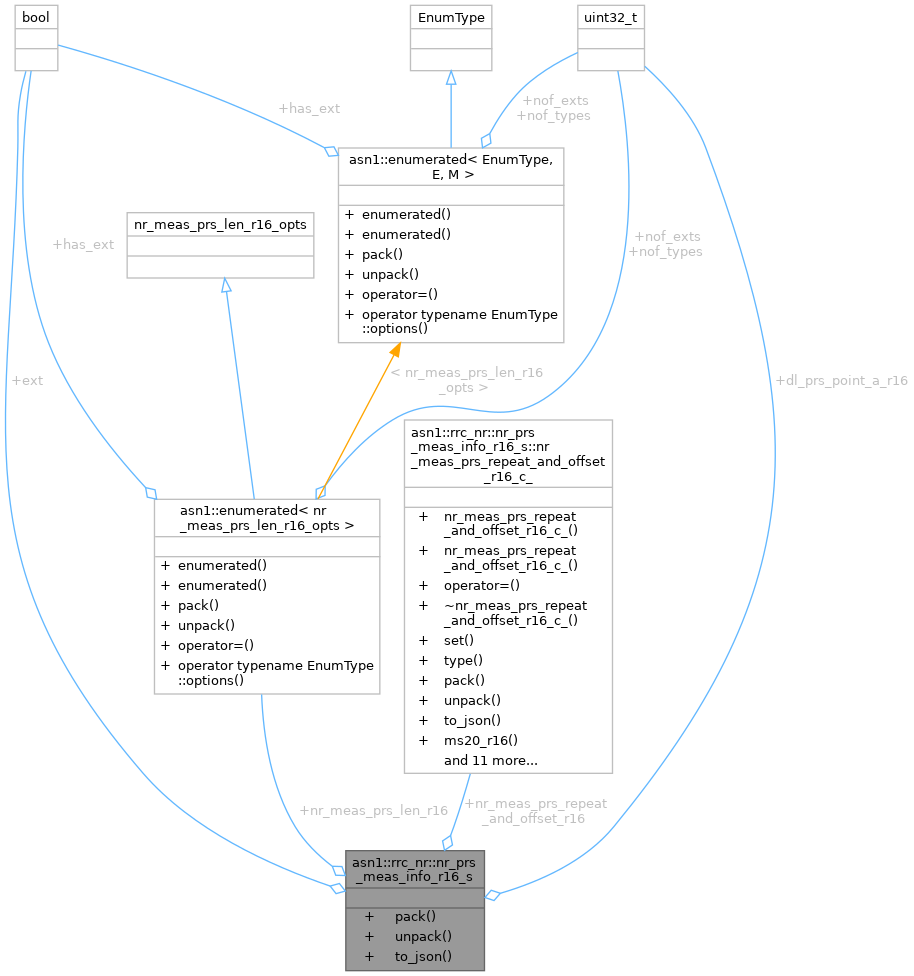 bool
EnumType
uint32_t
+has_ext
+nof_exts
+nof_types
asn1::enumerated< EnumType,
E, M >
+ enumerated()
+ enumerated()
+ pack()
+ unpack()
+ operator=()
+ operator typename EnumType
::options()
nr_meas_prs_len_r16_opts
+has_ext
+nof_exts
+nof_types
+ext
< nr_meas_prs_len_r16
_opts >
+dl_prs_point_a_r16
asn1::rrc_nr::nr_prs
_meas_info_r16_s::nr
_meas_prs_repeat_and_offset
_r16_c_
+ nr_meas_prs_repeat
_and_offset_r16_c_()
+ nr_meas_prs_repeat
_and_offset_r16_c_()
+ operator=()
+ ~nr_meas_prs_repeat
_and_offset_r16_c_()
+ set()
+ type()
+ pack()
+ unpack()
+ to_json()
+ ms20_r16()
and 11 more...
asn1::enumerated< nr
_meas_prs_len_r16_opts >
+ enumerated()
+ enumerated()
+ pack()
+ unpack()
+ operator=()
+ operator typename EnumType
::options()
+nr_meas_prs_len_r16
+nr_meas_prs_repeat
_and_offset_r16
asn1::rrc_nr::nr_prs
_meas_info_r16_s
+ pack()
+ unpack()
+ to_json()